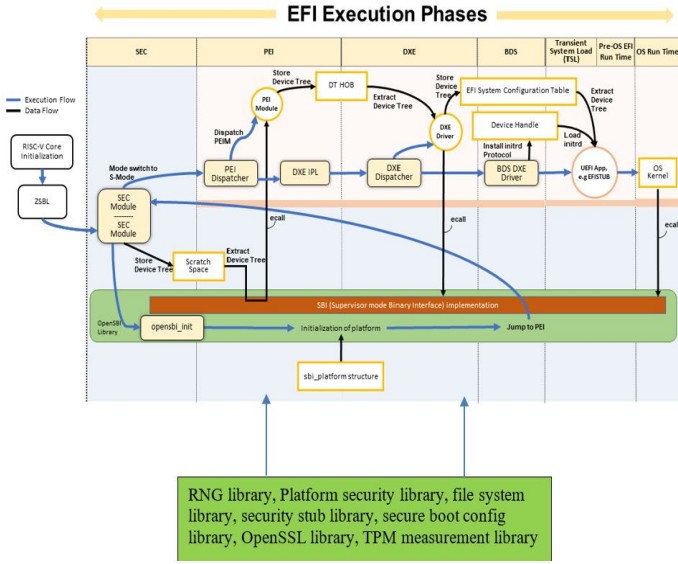 EFI Execution Phases
SEC
PEI
DXE
BDS
Transient
System Load
(TSL)
Pre-OS EFI
Run Time
OS Run Time
Execution Flow
Data Flow
RISC-V Core
Initialization
ZSBL
Mode switch to
S-Mode
SEC
Module
--------
SEC
Module
Store
Device Tree
Scratch
Space
Extract
Device Tree
Dispatch
PEIM
PEI
Dispatcher
PEI
Module
Store
Device Tree
DT HOB
Extract
Device Tree
DXE IPL
DXE
Dispatcher
DXE
Driver
Store
Device
Tree
EFI System Configuration Table
Extract
Device Tree
Device Handle
Install initrd
Protocol
Load
initrd
BDS DXE
Driver
UEFI App,
e.g EFISTUB
OS
Kernel
ecall
ecall
ecall
SBI (Supervisor mode Binary Interface) implementation
OpenSBI
Library
opensbi_init
Initialization of platform
Jump to PEI
sbi_platform structure
RNG library, Platform security library, file system
library, security stub library, secure boot config
library, OpenSSL library, TPM measurement library